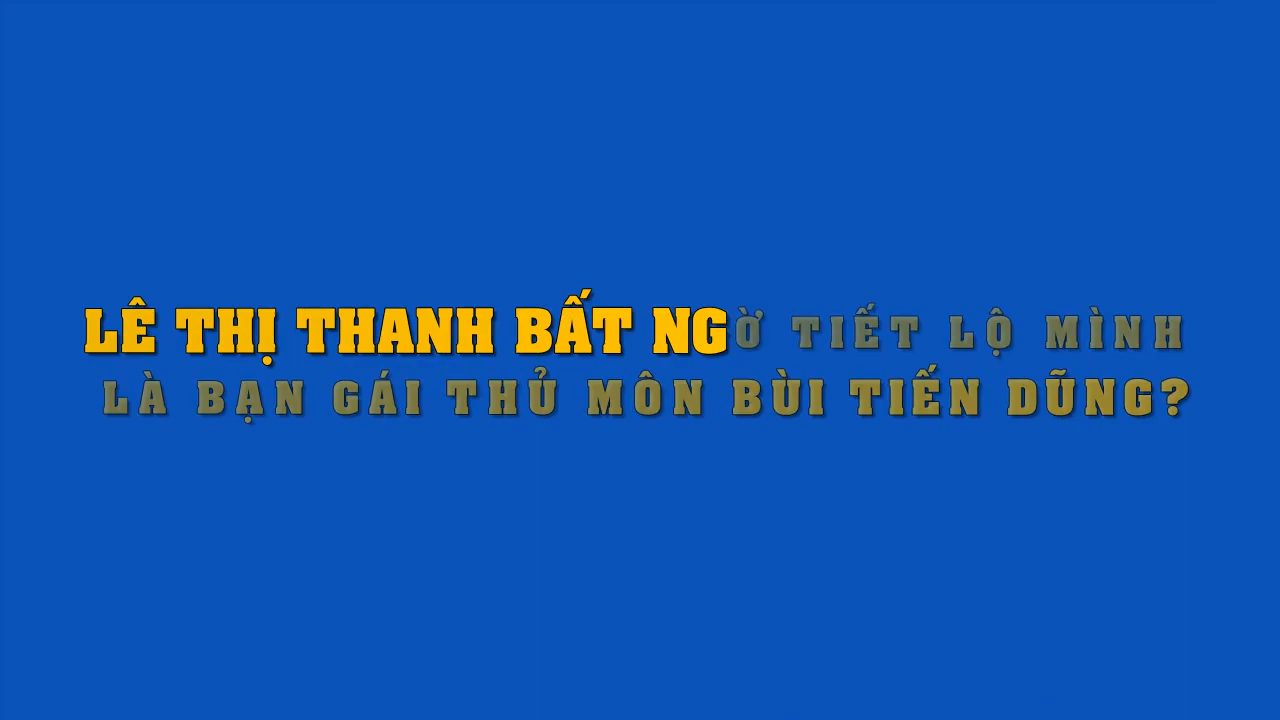 LÊ THỊ THANH BẤT NGỜ TIẾT LỘ MÌNH
LÀ BẠN GÁI THỦ MÔN BÙI TIẾN DŨNG?